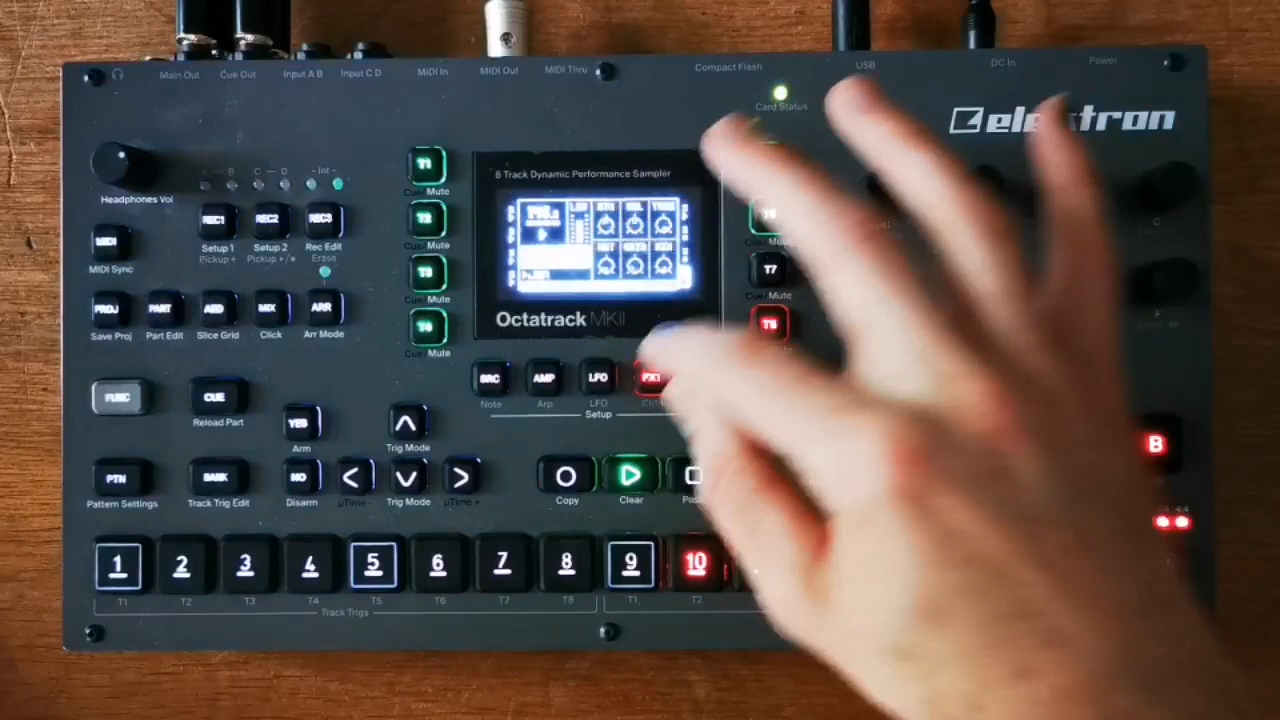 Main Out Cue Out Input A B Input C D MIDI In MIDI Out MIDI Thru Compact Flash USB DC In Power
Card Status
elektron
8 Track Dynamic Performance Sampler
Headphones Vol
C — D - Int -
T1
Mute
T2
Mute
T3
Mute
T4
Mute
T7
Mute
T8
REC1 REC2 REC3
Setup 1 Setup 2 Rec Edit
Pickup + Pickup ▸/■ Erase
MIDI
MIDI Sync
PROJ PART AED MIX ARR
Save Proj Part Edit Slice Grid Click Arr Mode
Octatrack MKII
SRC AMP LFO FX1
Note Arp LFO
Setup
FUNC CUE
Reload Part
YES
Arm Trig Mode
B
PTN BANK NO
Pattern Settings Track Trig Edit Disarm µTime - Trig Mode µTime +
Copy Clear
1 2 3 4 5 6 7 8 9 10
T1 T2 T3 T4 T5 T6 T7 T8 T1 T2
Track Trigs